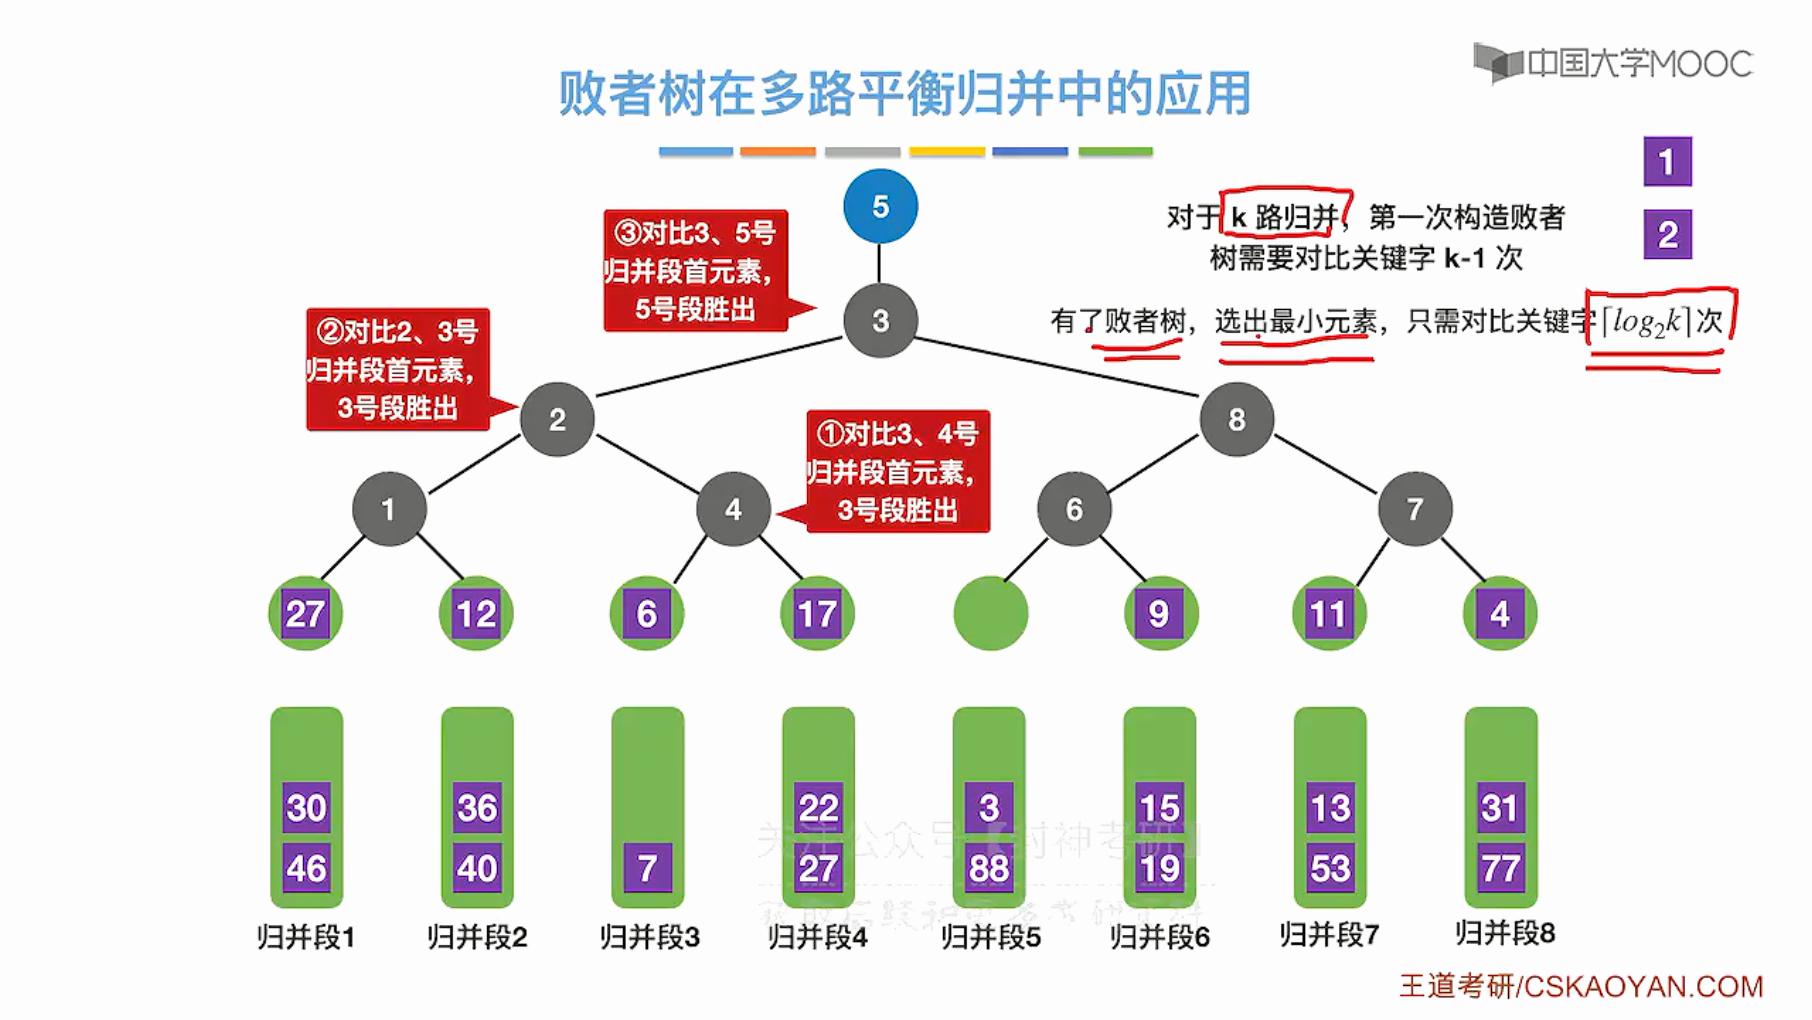 中国大学MOOC
败者树在多路平衡归并中的应用
1
2
5
对于 k 路归并，第一次构造败者
树需要对比关键字 k-1 次
③对比3、5号
归并段首元素，
5号段胜出
3
有了败者树，选出最小元素，只需对比关键字⌈log₂k⌉次
②对比2、3号
归并段首元素，
3号段胜出
2
8
①对比3、4号
归并段首元素，
3号段胜出
1
4
6
7
27 12 6 17 9 11 4
30 36 22 3 15 13 31
46 40 7 27 88 19 53 77
关注公众号【封神考研】
归并段1 归并段2 归并段3 归并段4 归并段5 归并段6 归并段7 归并段8
王道考研/CSKAOYAN.COM